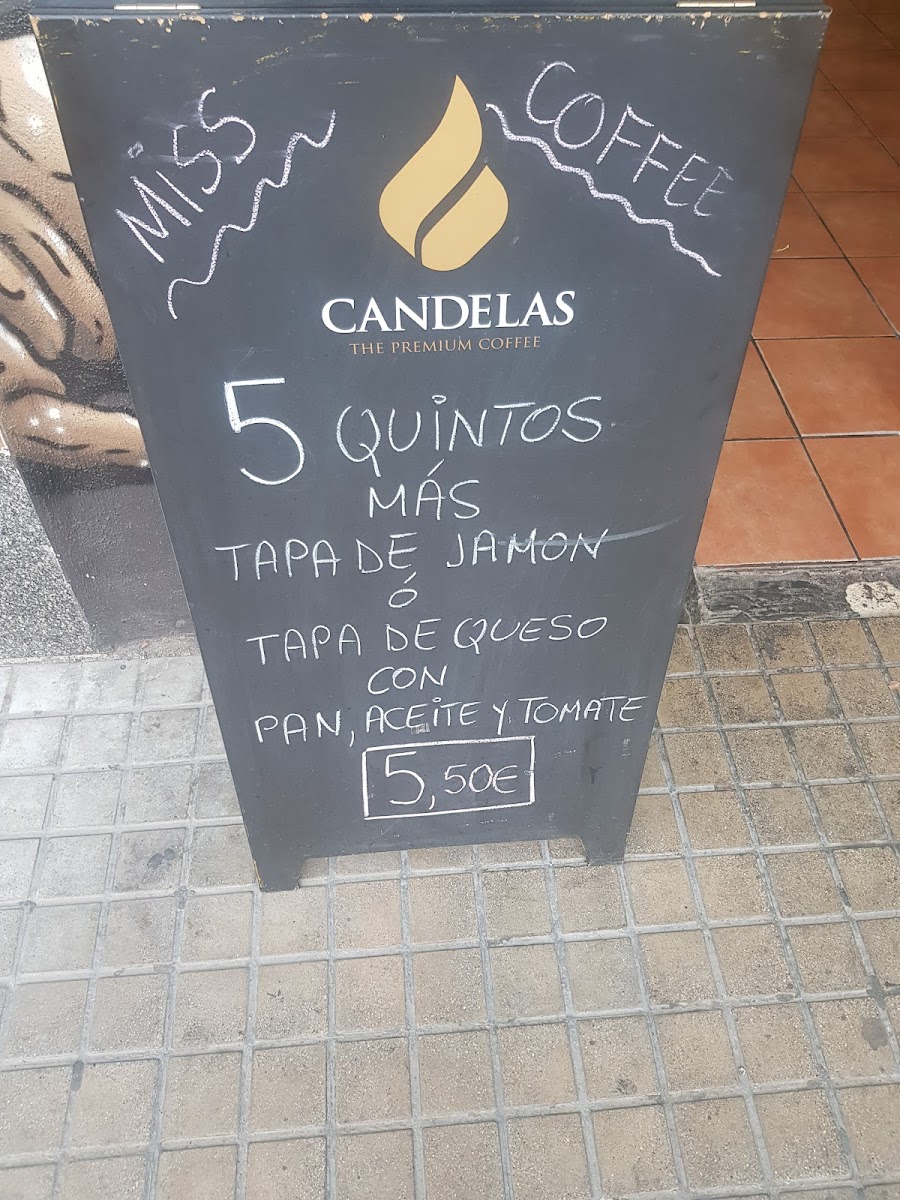 MISS
COFFEE
CANDELAS
THE PREMIUM COFFEE
5 QUINTOS
MÁS
TAPA DE JAMON
Ó
TAPA DE QUESO
CON
PAN, ACEITE Y TOMATE
5,50€